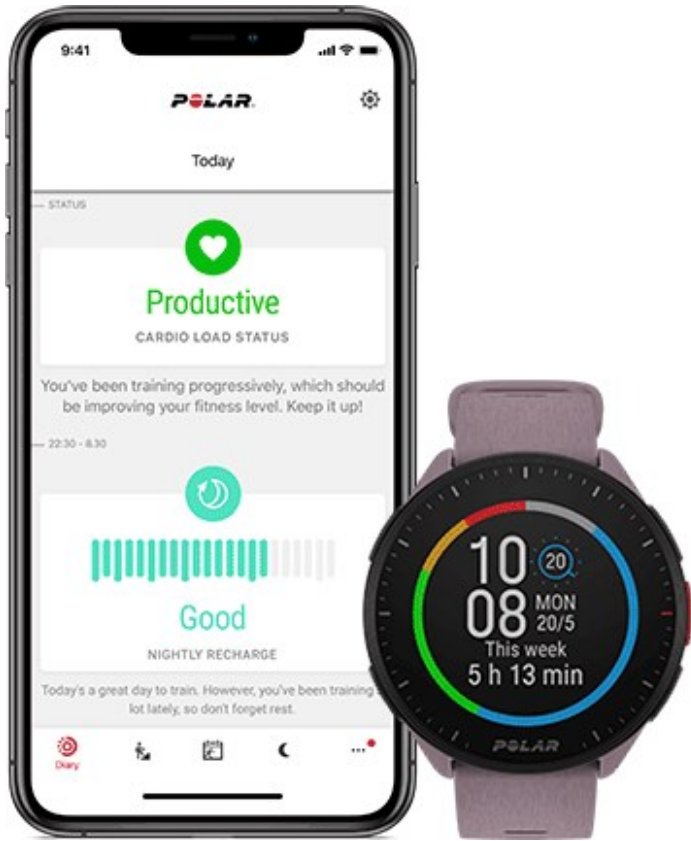 9:41
POLAR
Today
STATUS
Productive
CARDIO LOAD STATUS
You've been training progressively, which should
be improving your fitness level. Keep it up!
22:30 - 8.30
Good
NIGHTLY RECHARGE
Today's a great day to train. However, you've been training
lot lately, so don't forget rest.
Diary
10
20
08
MON
20/5
This week
5 h 13 min
POLAR